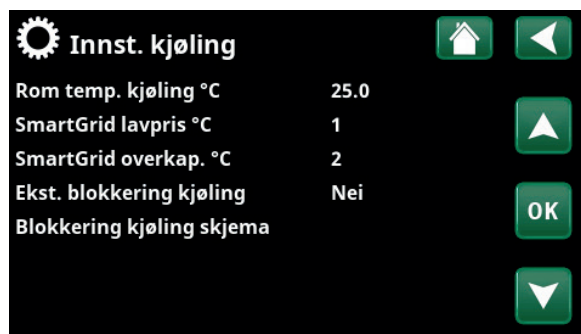 Innst. kjøling
Rom temp. kjøling °C 25.0
SmartGrid lavpris °C 1
SmartGrid overkap. °C 2
Ekst. blokkering kjøling Nei
Blokkering kjøling skjema
OK